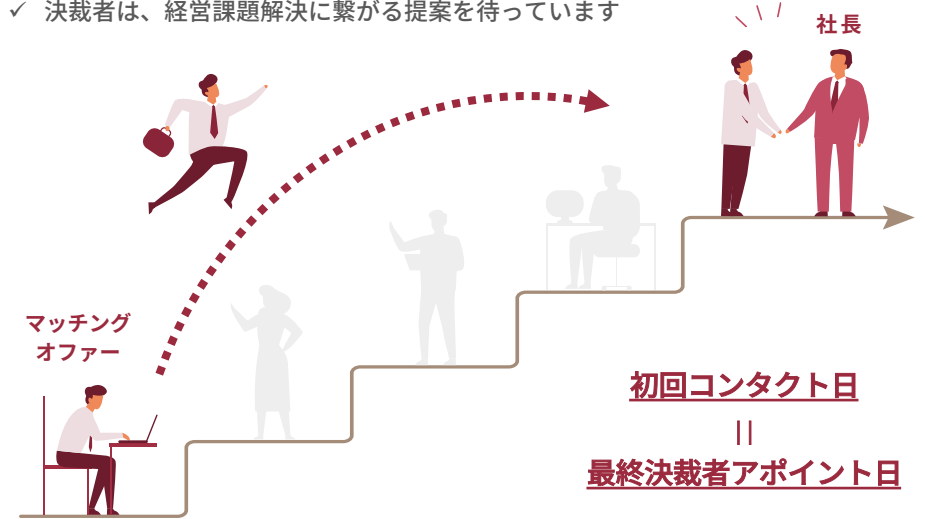 ✓ 決裁者は、経営課題解決に繋がる提案を待っています
社長
マッチング
オファー
初回コンタクト日
||
最終決裁者アポイント日